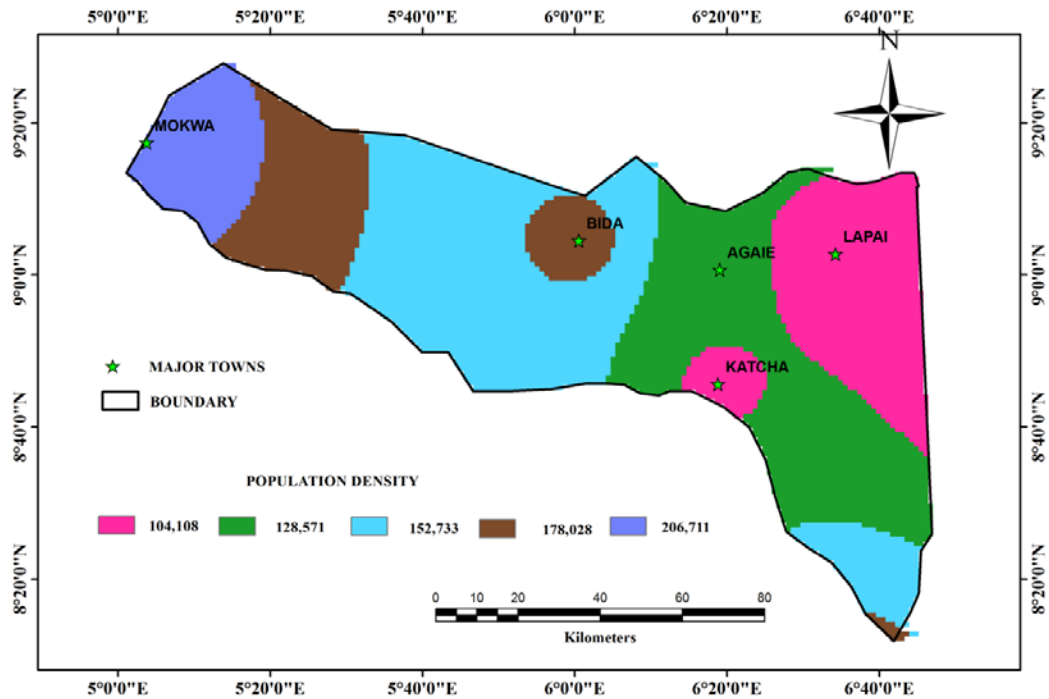 5°0'0"E 5°20'0"E 5°40'0"E 6°0'0"E 6°20'0"E 6°40'0"E
N
9°20'0"N 9°20'0"N
MOKWA
BIDA
LAPAI
AGAIE
9°0'0"N 9°0'0"N
KATCHA
MAJOR TOWNS
BOUNDARY
8°40'0"N 8°40'0"N
POPULATION DENSITY
104,108 128,571 152,733 178,028 206,711
8°20'0"N 8°20'0"N
0 10 20 40 60 80
Kilometers
5°0'0"E 5°20'0"E 5°40'0"E 6°0'0"E 6°20'0"E 6°40'0"E